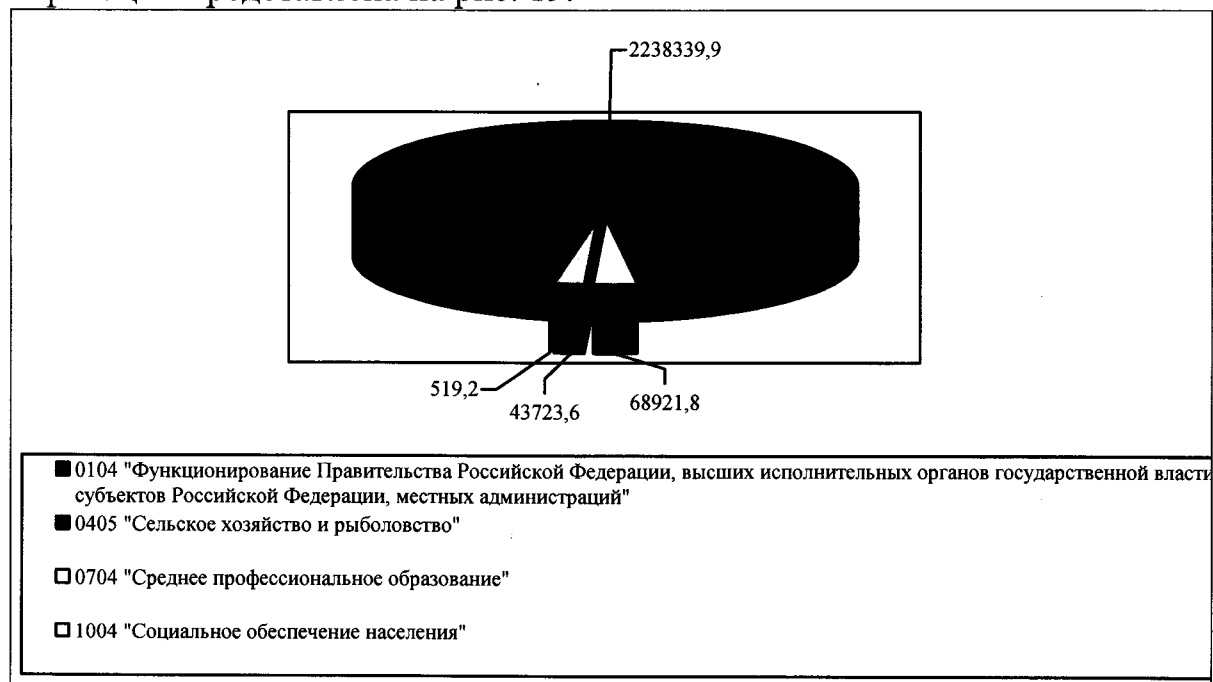 2238339,9
519,2
43723,6
68921,8
0104 "Функционирование Правительства Российской Федерации, высших исполнительных органов государственной власти
субъектов Российской Федерации, местных администраций"
0405 "Сельское хозяйство и рыболовство"
0704 "Среднее профессиональное образование"
1004 "Социальное обеспечение населения"